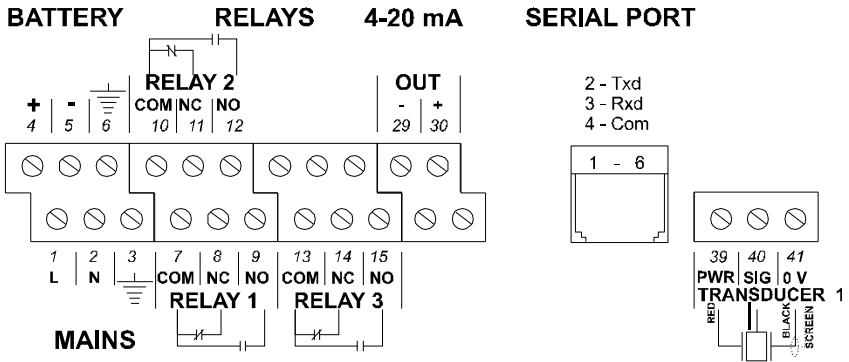 BATTERY RELAYS 4-20 mA SERIAL PORT
RELAY 2 OUT
+ - COM NC NO - +
4 5 6 10 11 12 29 30
2 - Txd
3 - Rxd
4 - Com
1 - 6
1 2 3 7 8 9 13 14 15 39 40 41
L N COM NC NO COM NC NO PWR SIG 0 V
RELAY 1 RELAY 3 TRANSDUCER 1
RED BLACK SCREEN
MAINS